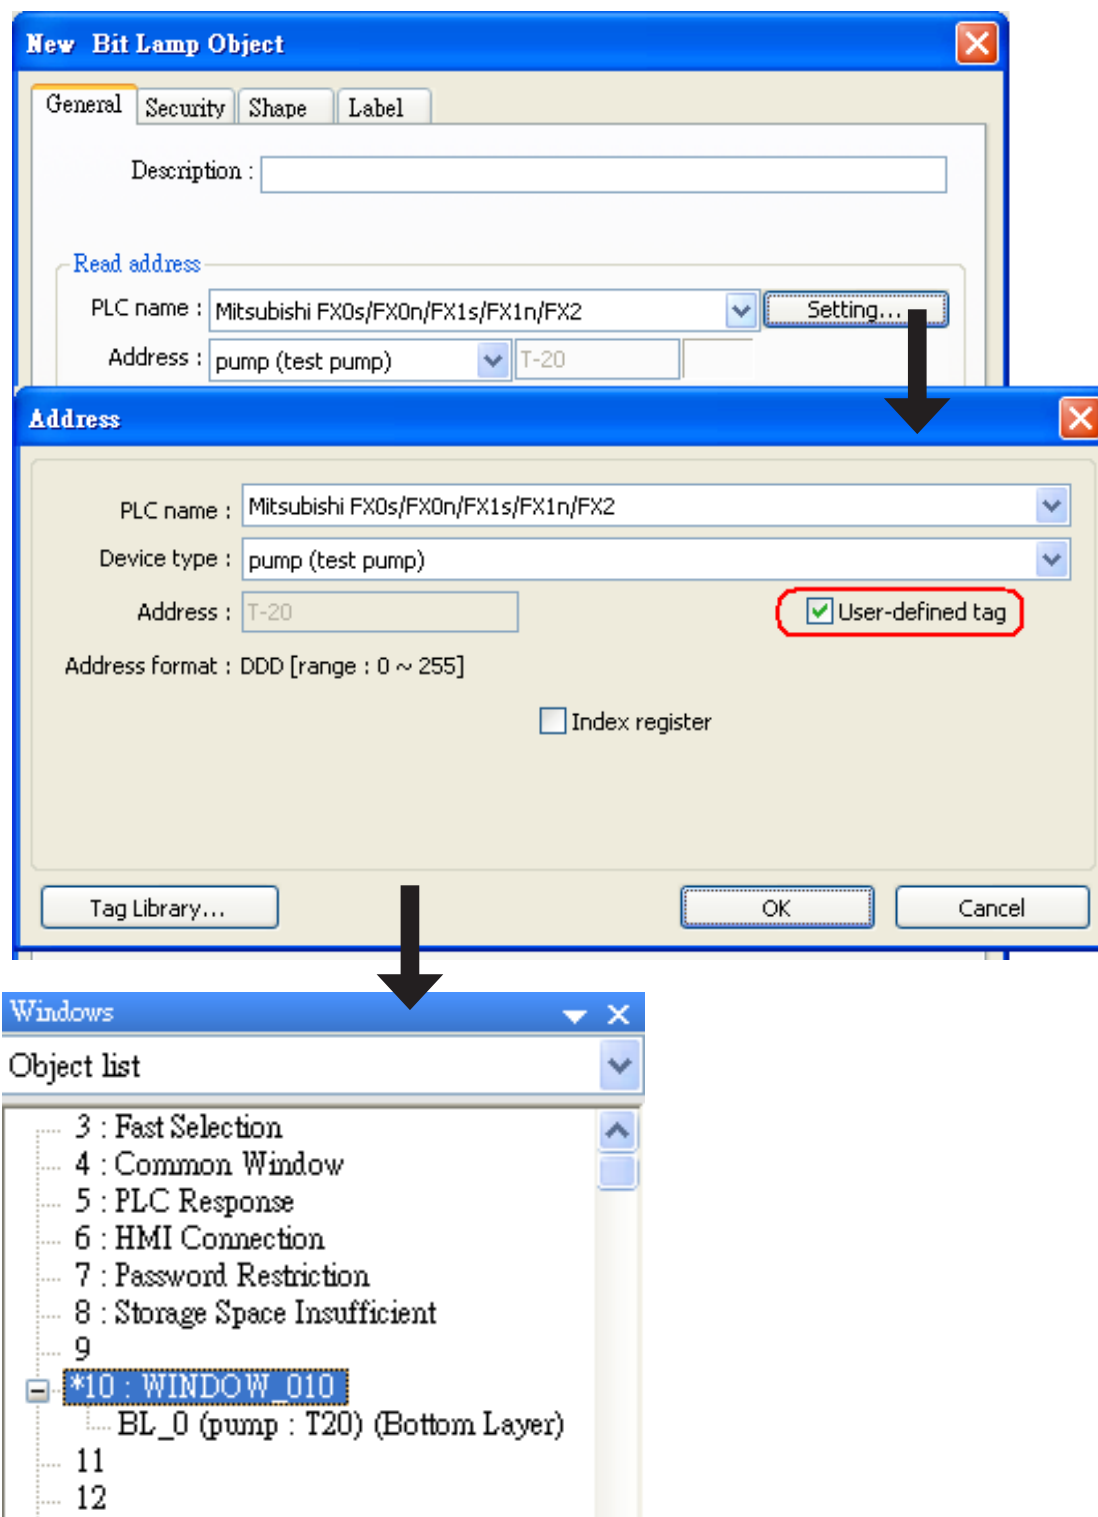 New Bit Lamp Object
General Security Shape Label
Description :
Read address
PLC name : Mitsubishi FX0s/FX0n/FX1s/FX1n/FX2 Setting...
Address : pump (test pump) T-20
Address
PLC name : Mitsubishi FX0s/FX0n/FX1s/FX1n/FX2
Device type : pump (test pump)
Address : T-20 User-defined tag
Address format : DDD [range : 0 ~ 255]
Index register
Tag Library... OK Cancel
Windows
Object list
3 : Fast Selection
4 : Common Window
5 : PLC Response
6 : HMI Connection
7 : Password Restriction
8 : Storage Space Insufficient
9
*10 : WINDOW_010
BL_0 (pump : T20) (Bottom Layer)
11
12